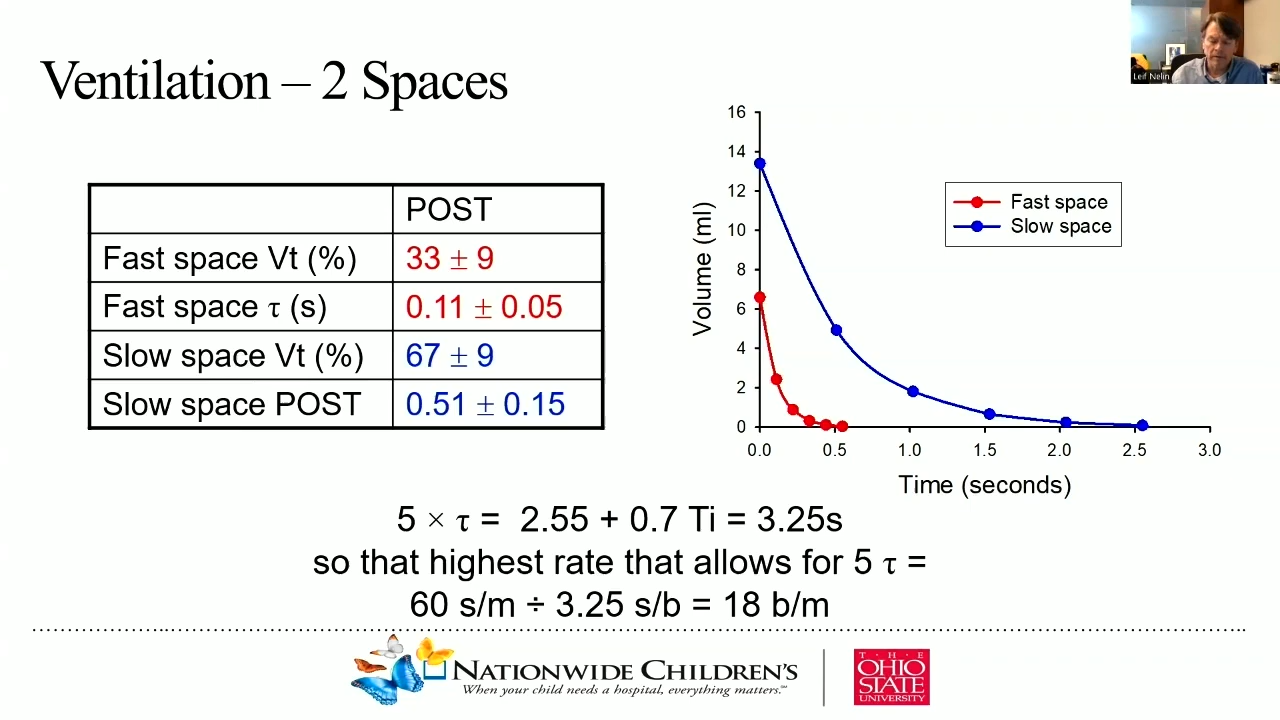 Leif Nelin
Ventilation – 2 Spaces
POST
Fast space Vt (%) 33 ± 9
Fast space τ (s) 0.11 ± 0.05
Slow space Vt (%) 67 ± 9
Slow space POST 0.51 ± 0.15
16
14
12
10
8
6
4
2
0
Volume (ml)
Fast space
Slow space
0.0 0.5 1.0 1.5 2.0 2.5 3.0
Time (seconds)
5 × τ = 2.55 + 0.7 Ti = 3.25s
so that highest rate that allows for 5 τ =
60 s/m ÷ 3.25 s/b = 18 b/m
NATIONWIDE CHILDREN'S
When your child needs a hospital, everything matters.℠
THE
OHIO
STATE
UNIVERSITY